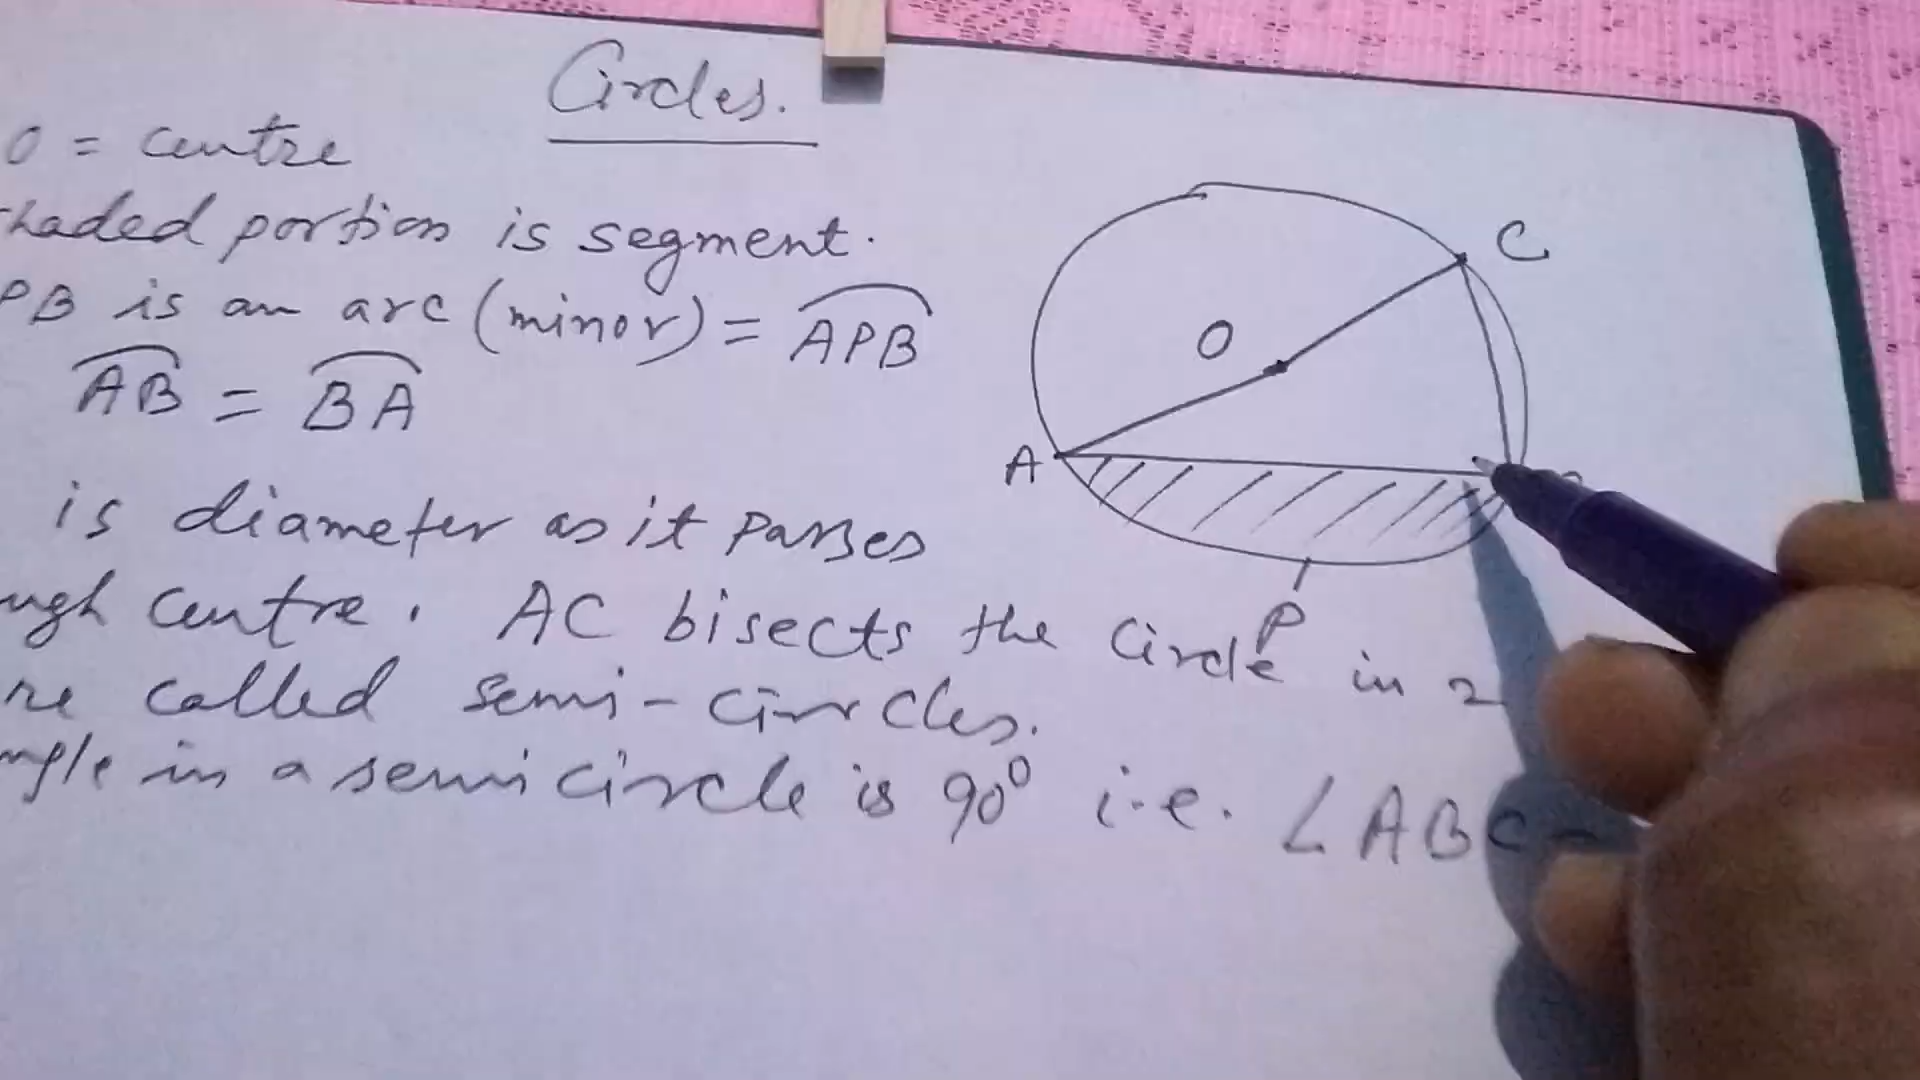 Circles.
O = centre
haded portion is segment.
PB is an arc (minor) = APB
AB = BA
is diameter as it passes
ugh centre. AC bisects the circle in 2
re called semi-circles.
ngle in a semicircle is 90° i.e. ∠ABC =
C
O
A
P